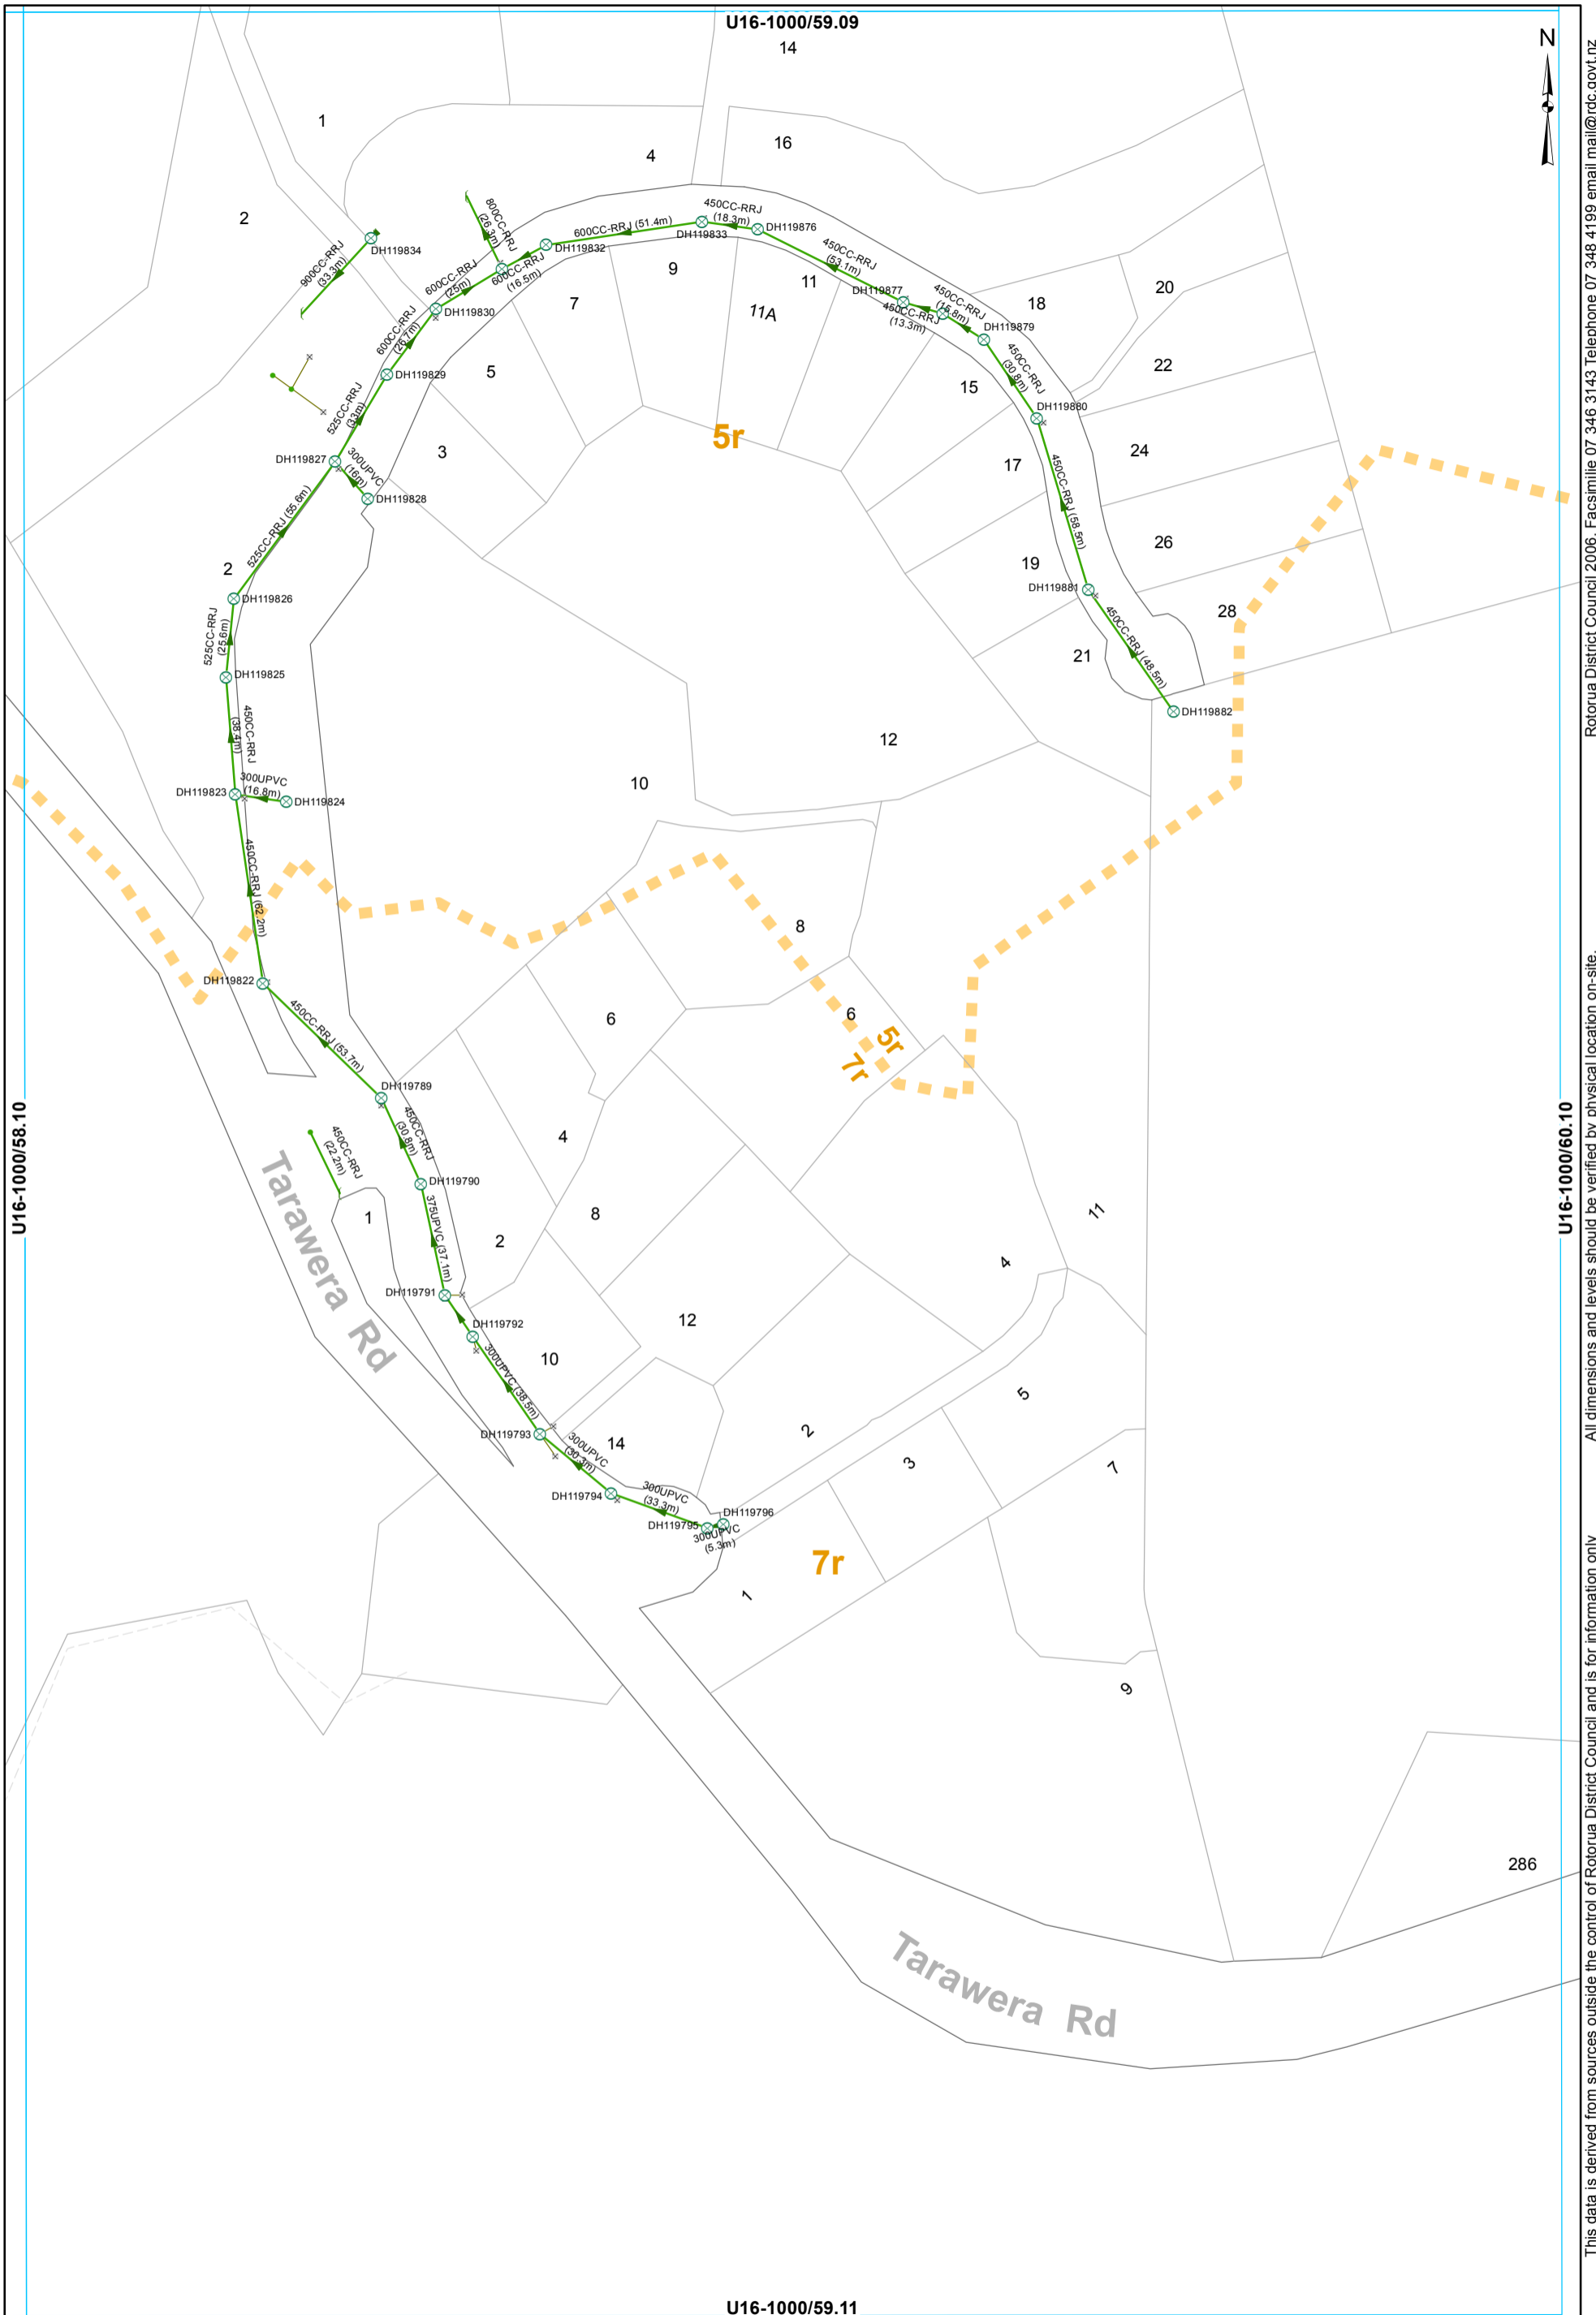 U16-1000/59.09
14
N
1
16
4
2
450CC-RRJ
(18.3m)
800CC-RRJ
(26.3m)
600CC-RRJ (51.4m)
DH119833
DH119876
DH119834
DH119832
900CC-RRJ
(33.3m)
450CC-RRJ
(53.1m)
600CC-RRJ
(25m)
600CC-RRJ
(16.5m)
9
11
7
11A
DH119877
450CC-RRJ
(15.8m)
450CC-RRJ
(13.3m)
18
20
DH119830
DH119879
600CC-RRJ
(26.7m)
DH119829
5
450CC-RRJ
(30.8m)
22
15
DH119880
525CC-RRJ
(33m)
5r
3
24
17
DH119827
300UPVC
(16m)
DH119828
450CC-RRJ (58.5m)
525CC-RRJ (55.6m)
26
19
2
DH119826
DH119881
28
525CC-RRJ
(25.6m)
450CC-RRJ (48.5m)
21
DH119825
DH119882
450CC-RRJ
(38.4m)
12
10
DH119823
300UPVC
(16.8m)
DH119824
450CC-RRJ (62.2m)
8
DH119822
6
6
5r
7r
450CC-RRJ (53.7m)
DH119789
450CC-RRJ
(30.8m)
4
450CC-RRJ
(22.2m)
U16-1000/58.10
U16-1000/60.10
DH119790
Tarawera Rd
1
8
11
375UPVC (37.1m)
2
4
DH119791
DH119792
12
10
300UPVC (38.5m)
5
DH119793
300UPVC
(30.3m)
14
2
3
7
DH119794
300UPVC
(33.3m)
DH119795
DH119796
300UPVC
(5.3m)
7r
1
9
286
Tarawera Rd
U16-1000/59.11
This data is derived from sources outside the control of Rotorua District Council and is for information only
All dimensions and levels should be verified by physical location on-site.
Rotorua District Council 2006. Facsimilie 07 346 3143 Telephone 07 348 4199 email mail@rdc.govt.nz